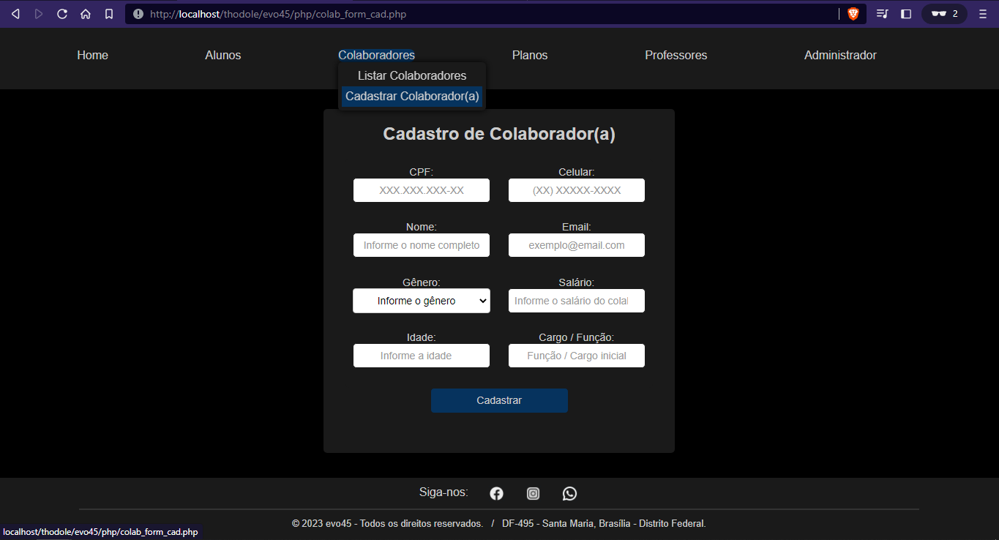 http://localhost/thodole/evo45/php/colab_form_cad.php
2
Home Alunos Colaboradores Planos Professores Administrador
Listar Colaboradores
Cadastrar Colaborador(a)
Cadastro de Colaborador(a)
CPF: Celular:
XXX.XXX.XXX-XX (XX) XXXXX-XXXX
Nome: Email:
Informe o nome completo exemplo@email.com
Gênero: Salário:
Informe o gênero Informe o salário do colal
Idade: Cargo / Função:
Informe a idade Função / Cargo inicial
Cadastrar
Siga-nos:
© 2023 evo45 - Todos os direitos reservados. / DF-495 - Santa Maria, Brasília - Distrito Federal.
localhost/thodole/evo45/php/colab_form_cad.php